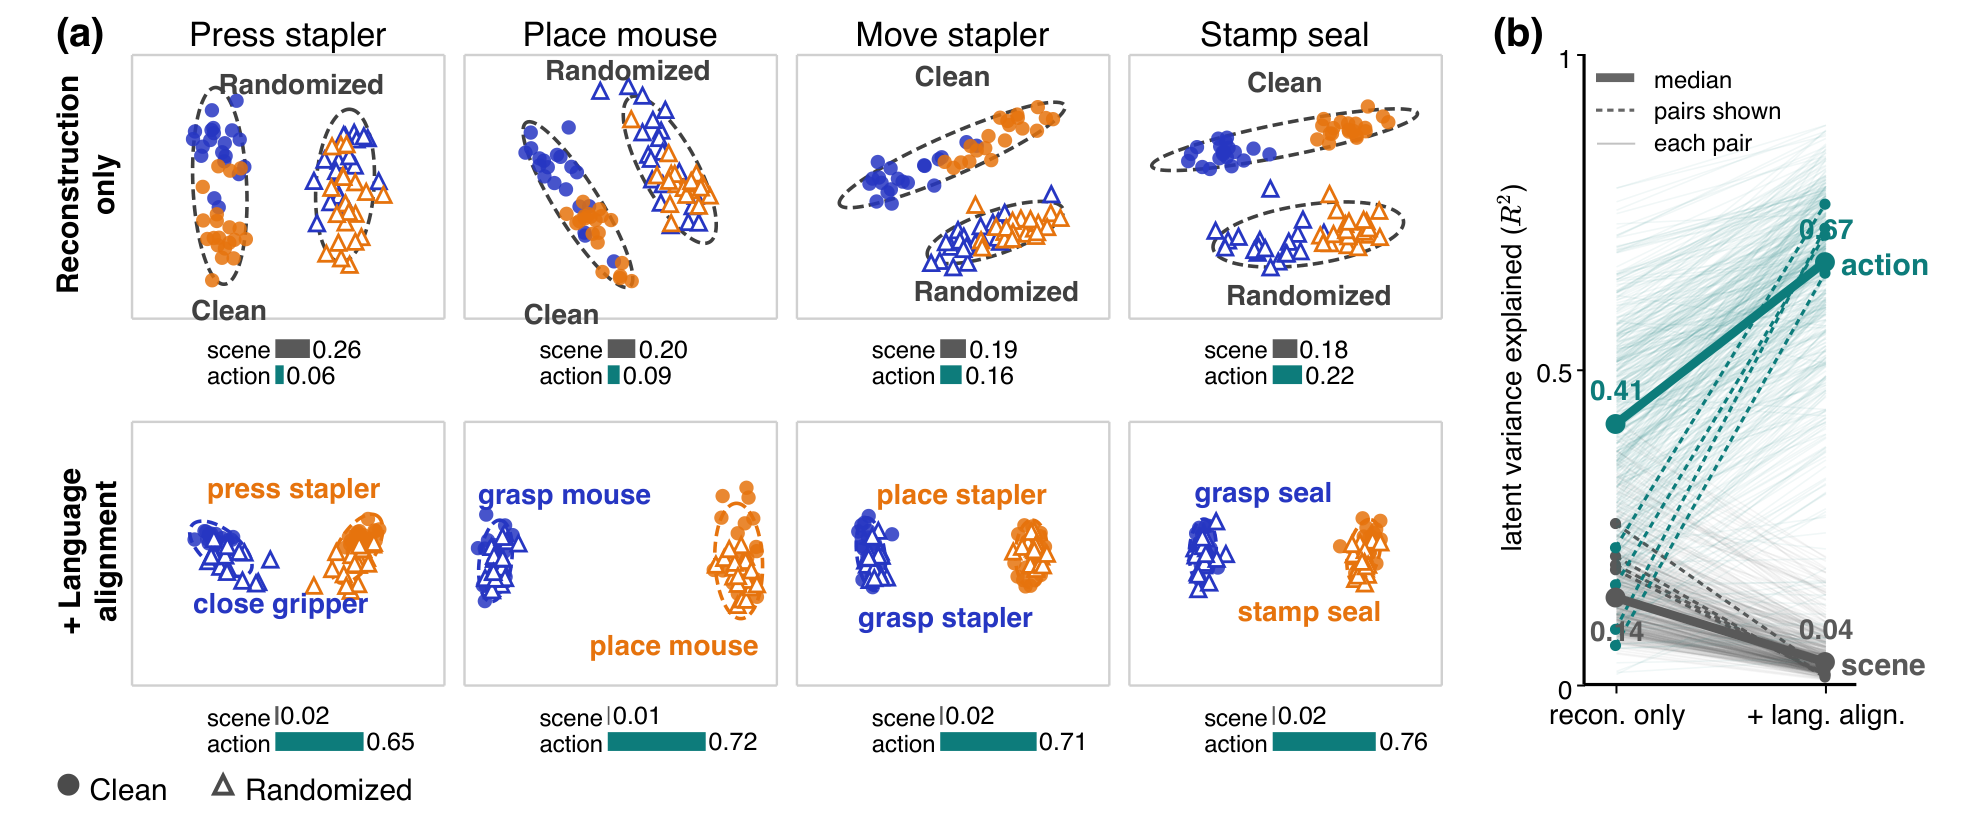 (a)
Press stapler
Place mouse
Move stapler
Stamp seal
Reconstruction
only
Randomized
Clean
Randomized
Clean
Clean
Randomized
Clean
Randomized
scene 0.26
action 0.06
scene 0.20
action 0.09
scene 0.19
action 0.16
scene 0.18
action 0.22
+ Language
alignment
press stapler
close gripper
grasp mouse
place mouse
place stapler
grasp stapler
grasp seal
stamp seal
scene 0.02
action 0.65
scene 0.01
action 0.72
scene 0.02
action 0.71
scene 0.02
action 0.76
Clean
Randomized
(b)
latent variance explained (R²)
1
0.5
0
median
pairs shown
each pair
0.67
action
0.41
0.14
0.04
scene
recon. only
+ lang. align.